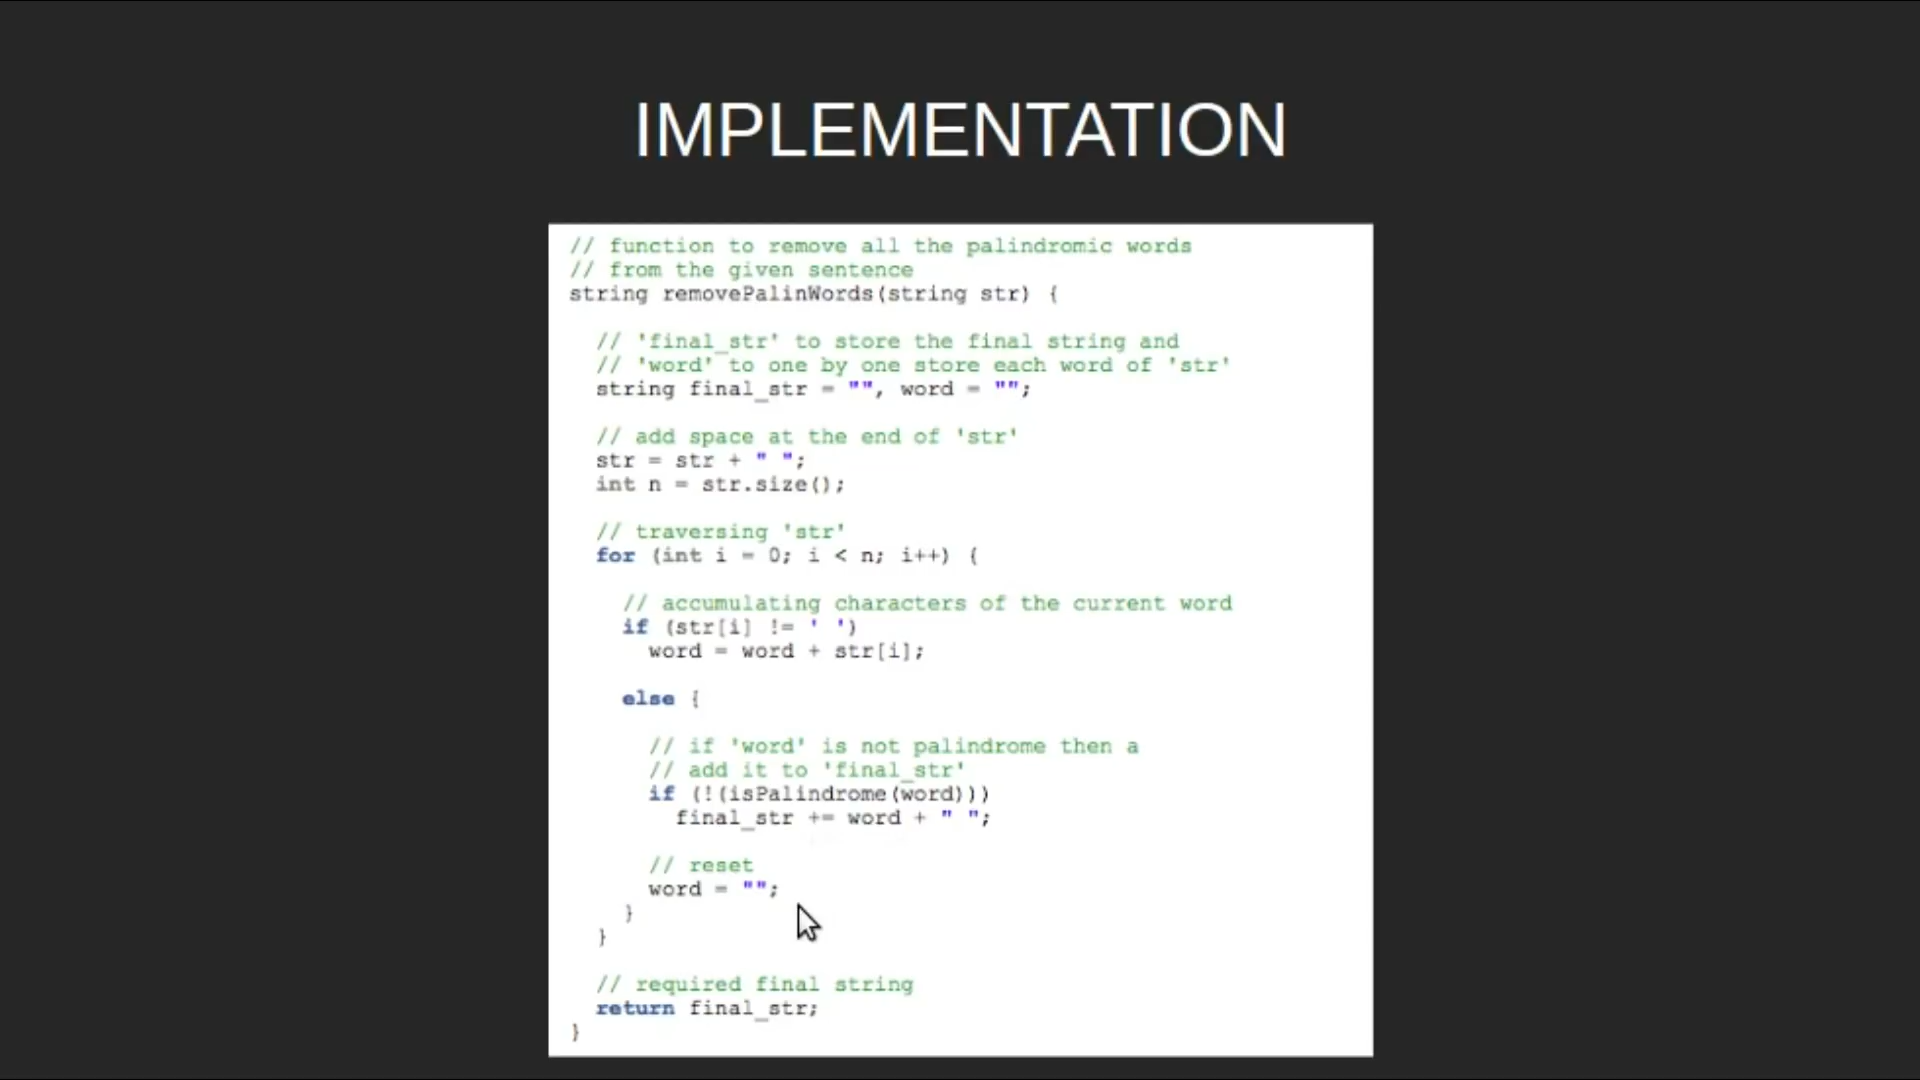 IMPLEMENTATION
// function to remove all the palindromic words
// from the given sentence
string removePalinWords(string str) {
// 'final_str' to store the final string and
// 'word' to one by one store each word of 'str'
string final_str = "", word = "";
// add space at the end of 'str'
str = str + " ";
int n = str.size();
// traversing 'str'
for (int i = 0; i < n; i++) {
// accumulating characters of the current word
if (str[i] != ' ')
word = word + str[i];
else {
// if 'word' is not palindrome then a
// add it to 'final_str'
if (!(isPalindrome(word)))
final_str += word + " ";
// reset
word = "";
}
}
// required final string
return final_str;
}